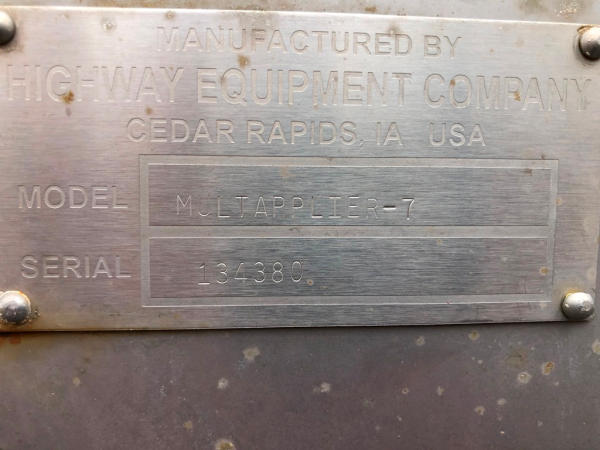 MANUFACTURED BY
HIGHWAY EQUIPMENT COMPANY
CEDAR RAPIDS, IA USA
MODEL MULTAPPLIER-7
SERIAL 134380